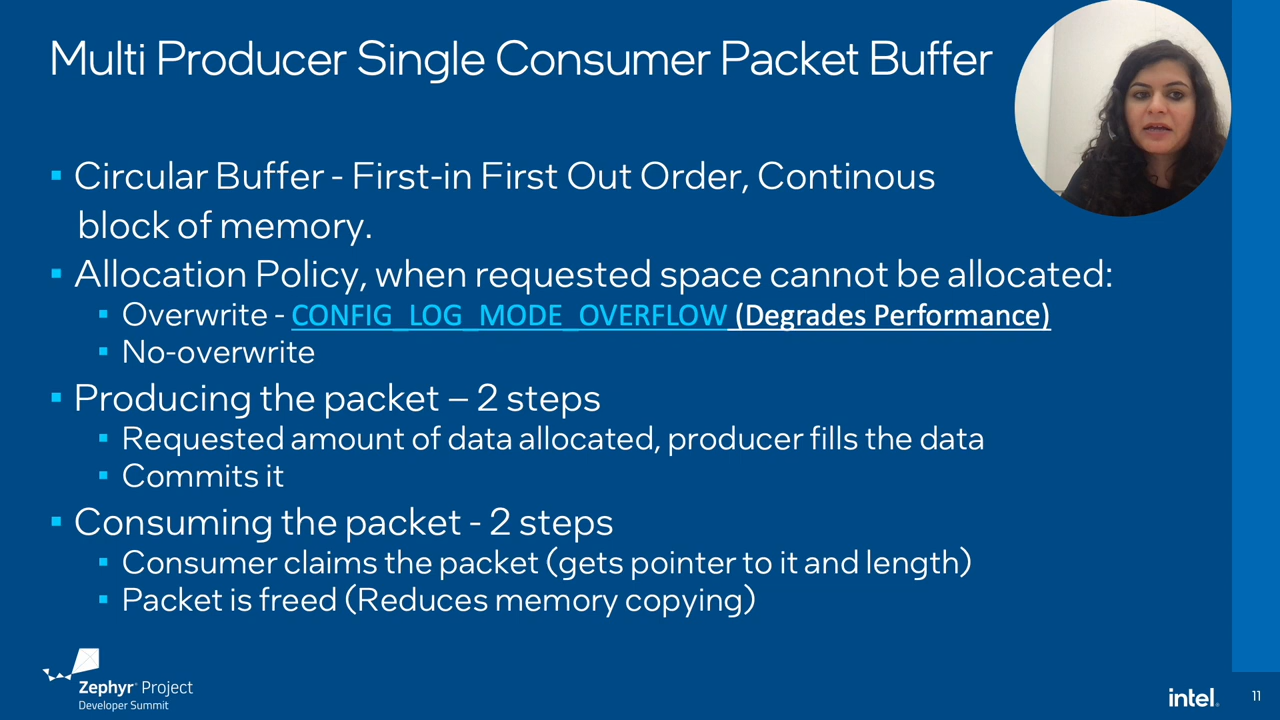 Multi Producer Single Consumer Packet Buffer
▪ Circular Buffer - First-in First Out Order, Continous
block of memory.
▪ Allocation Policy, when requested space cannot be allocated:
▪ Overwrite - CONFIG_LOG_MODE_OVERFLOW (Degrades Performance)
▪ No-overwrite
▪ Producing the packet – 2 steps
▪ Requested amount of data allocated, producer fills the data
▪ Commits it
▪ Consuming the packet - 2 steps
▪ Consumer claims the packet (gets pointer to it and length)
▪ Packet is freed (Reduces memory copying)
Zephyr® Project
Developer Summit
intel.
11